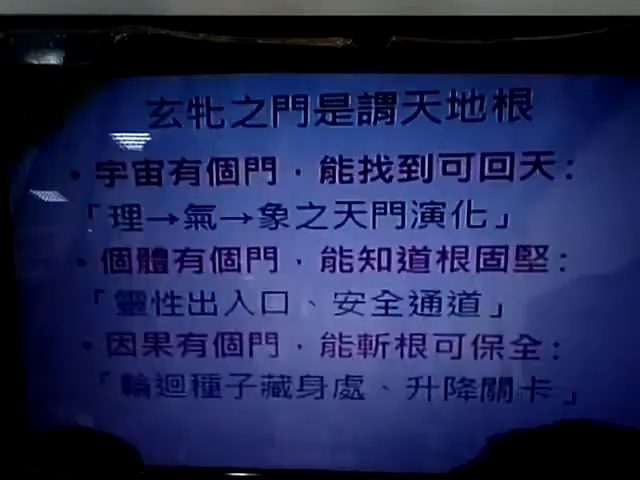 玄牝之門是謂天地根
•宇宙有個門，能找到可回天：
「理→氣→象之天門演化」
•個體有個門，能知道根固堅：
「靈性出入口、安全通道」
•因果有個門，能斬根可保全：
「輪迴種子藏身處、升降關卡」